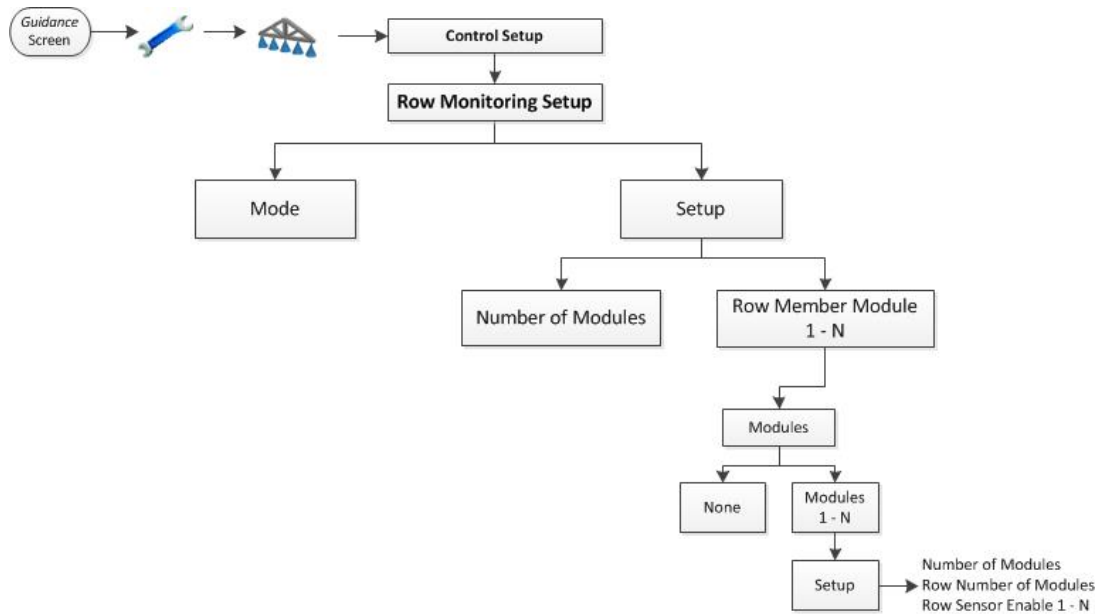 Guidance
Screen
Control Setup
Row Monitoring Setup
Mode
Setup
Number of Modules
Row Member Module
1 - N
Modules
None
Modules
1 - N
Setup
Number of Modules
Row Number of Modules
Row Sensor Enable 1 - N